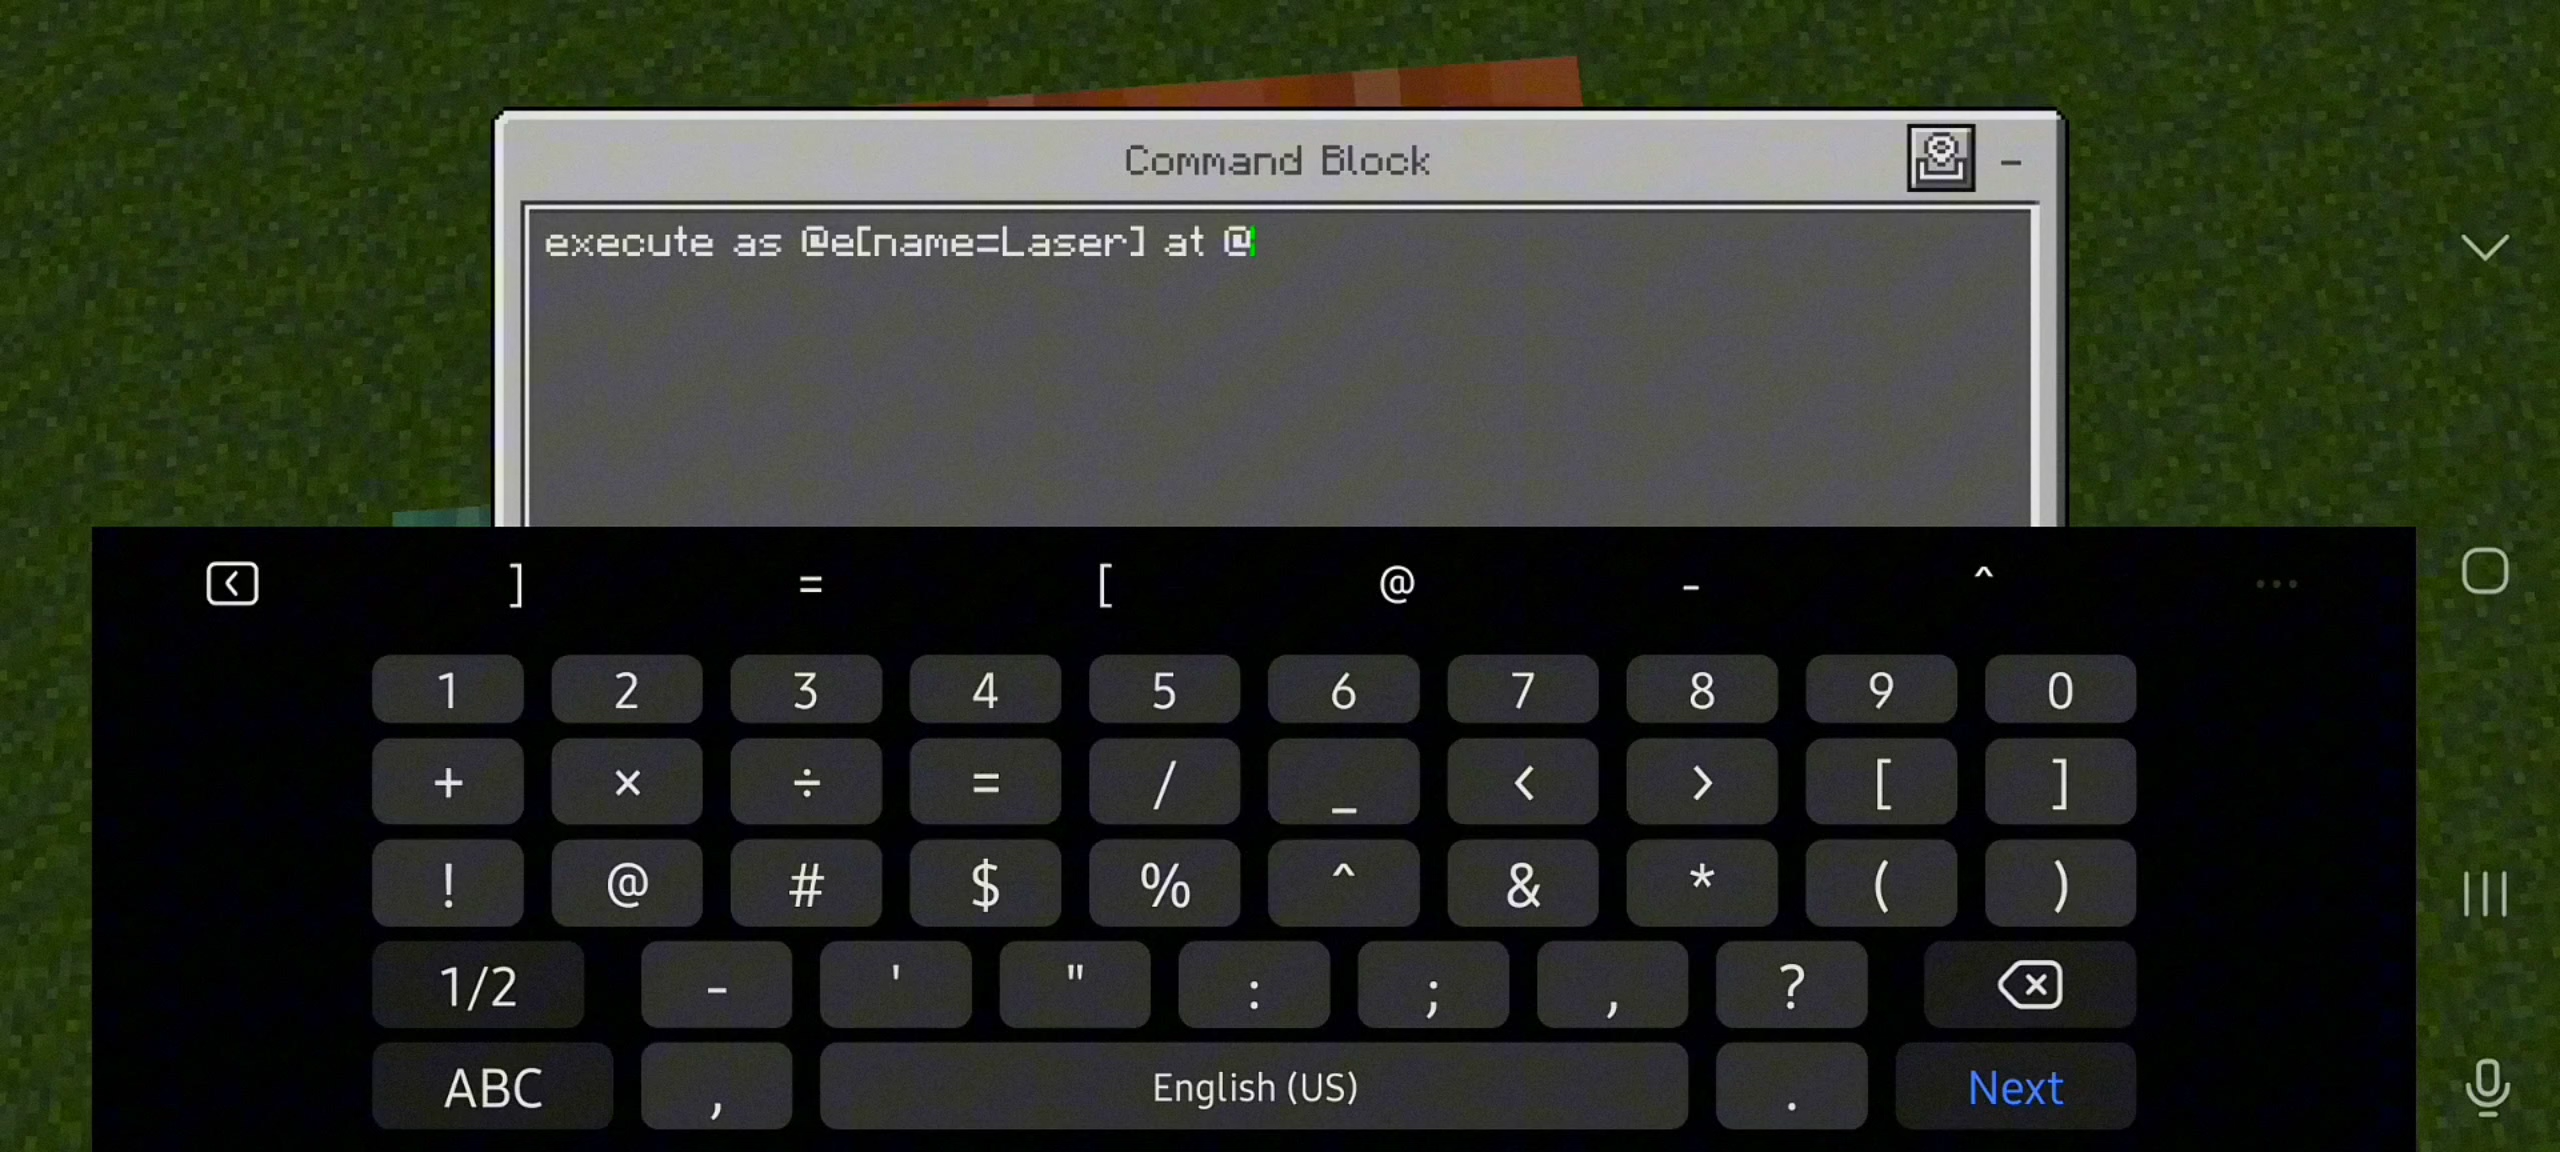 Command Block
execute as @e[name=Laser] at @
] = [ @ - ^ ...
1 2 3 4 5 6 7 8 9 0
+ × ÷ = / _ < > [ ]
! @ # $ % ^ & * ( )
1/2 - ' " : ; , ?
ABC , English (US) . Next